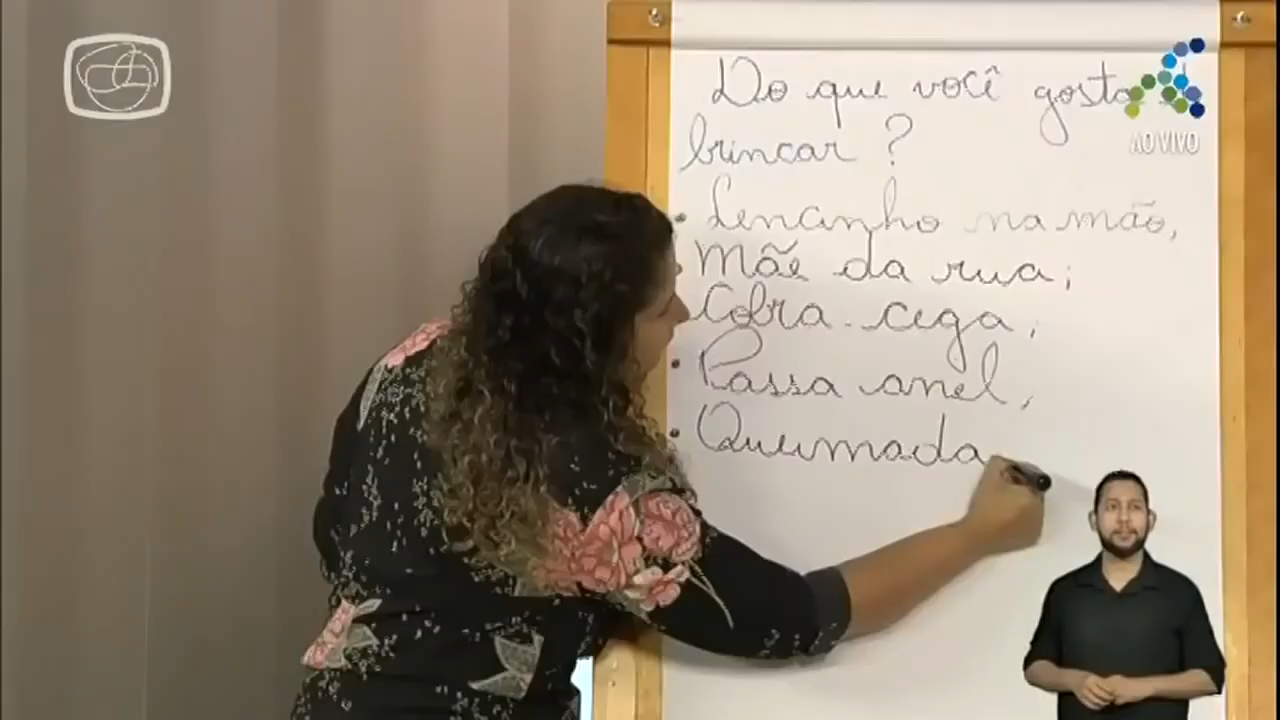 Do que você gosta
brincar ?
• Lencinho na mão,
Mãe da rua;
Cobra-cega;
• Passa anel,
• Queimada
AO VIVO